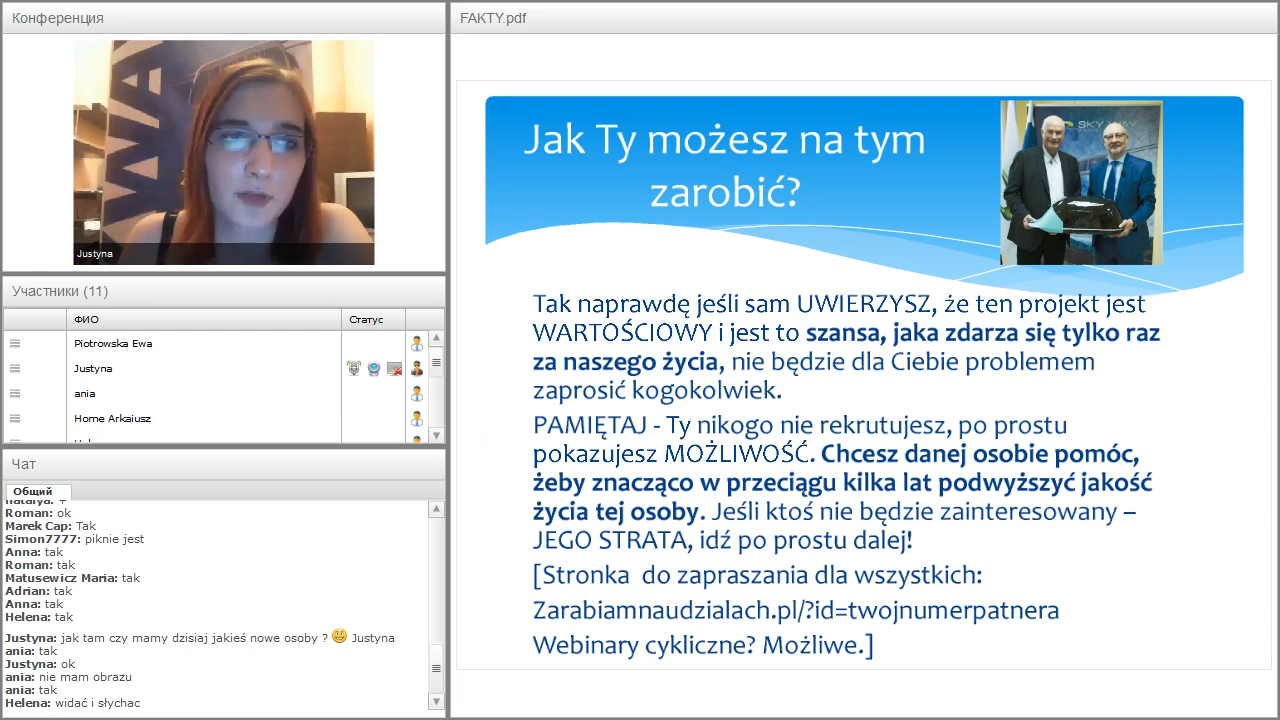 Конференция
WAY
Justyna
Участники (11)
ФИО
Статус
Piotrowska Ewa
Justyna
ania
Home Arkaiusz
Чат
Общий
natalya: +
Roman: ok
Marek Cap: Tak
Simon7777: piknie jest
Anna: tak
Roman: tak
Matusewicz Maria: tak
Adrian: tak
Anna: tak
Helena: tak
Justyna: jak tam czy mamy dzisiaj jakieś nowe osoby ? Justyna
ania: tak
Justyna: ok
ania: nie mam obrazu
ania: tak
Helena: widać i słychac
FAKTY.pdf
Jak Ty możesz na tym
zarobić?
SKY WAY
Tak naprawdę jeśli sam UWIERZYSZ, że ten projekt jest
WARTOŚCIOWY i jest to szansa, jaka zdarza się tylko raz
za naszego życia, nie będzie dla Ciebie problemem
zaprosić kogokolwiek.
PAMIĘTAJ - Ty nikogo nie rekrutujesz, po prostu
pokazujesz MOŻLIWOŚĆ. Chcesz danej osobie pomóc,
żeby znacząco w przeciągu kilka lat podwyższyć jakość
życia tej osoby. Jeśli ktoś nie będzie zainteresowany –
JEGO STRATA, idź po prostu dalej!
[Stronka do zapraszania dla wszystkich:
Zarabiamnaudzialach.pl/?id=twojnumerpatnera
Webinary cykliczne? Możliwe.]